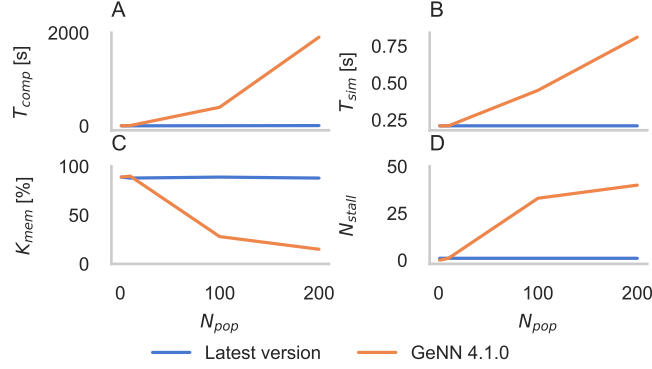 A
B
2000
0
T_comp [s]
0.75
0.50
0.25
T_sim [s]
C
D
100
50
0
K_mem [%]
50
25
0
N_stall
0
100
200
N_pop
0
100
200
N_pop
Latest version
GeNN 4.1.0